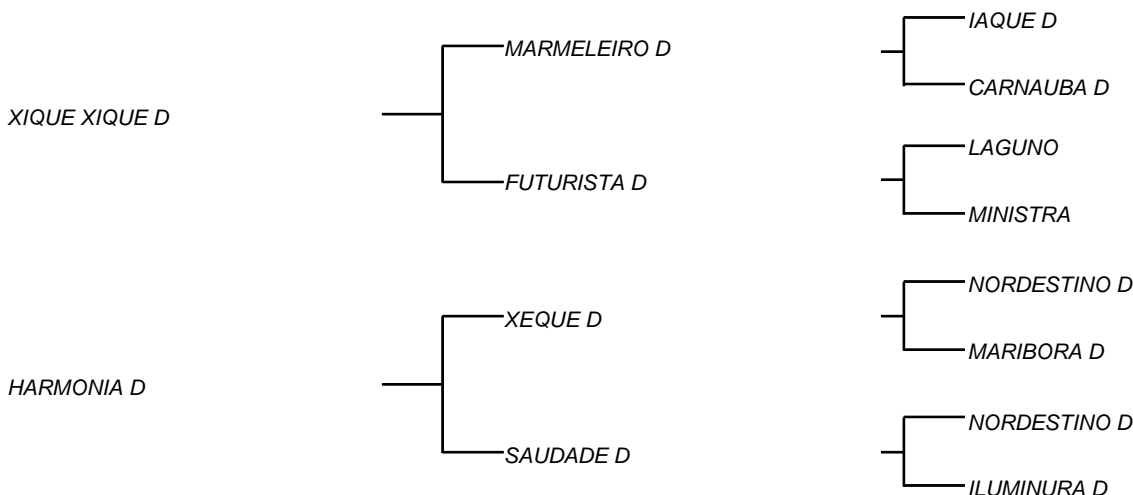 IAQUE D
MARMELEIRO D
CARNAUBA D
XIQUE XIQUE D
LAGUNO
FUTURISTA D
MINISTRA
NORDESTINO D
XEQUE D
MARIBORA D
HARMONIA D
NORDESTINO D
SAUDADE D
ILUMINURA D